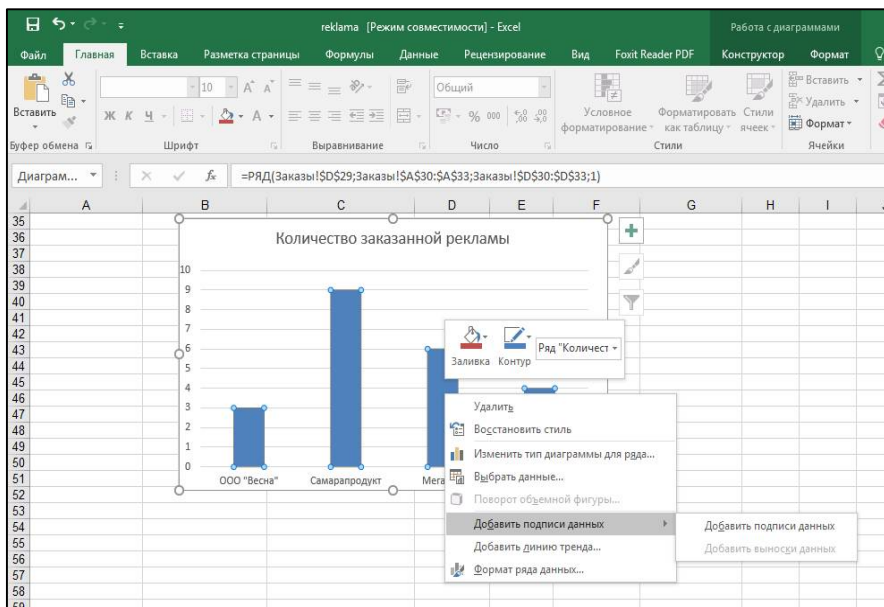 reklama [Режим совместимости] - Excel
Работа с диаграммами
Файл Главная Вставка Разметка страницы Формулы Данные Рецензирование Вид Foxit Reader PDF Конструктор Формат
Вставить
10
Ж К Ч
Общий
% 000
Условное форматирование
Форматировать как таблицу
Стили ячеек
Вставить
Удалить
Формат
Буфер обмена Шрифт Выравнивание Число Стили Ячейки
Диаграм... fx =РЯД(Заказы!$D$29;Заказы!$A$30:$A$33;Заказы!$D$30:$D$33;1)
A B C D E F G H I
35
36
37
38
39
40
41
42
43
44
45
46
47
48
49
50
51
52
53
54
55
56
57
58
59
Количество заказанной рекламы
10
9
8
7
6
5
4
3
2
1
0
ООО "Весна" Самарапродукт Мега
Заливка Контур Ряд "Количест
Удалить
Восстановить стиль
Изменить тип диаграммы для ряда...
Выбрать данные...
Поворот объемной фигуры...
Добавить подписи данных
Добавить линию тренда...
Формат ряда данных...
Добавить подписи данных
Добавить выноски данных